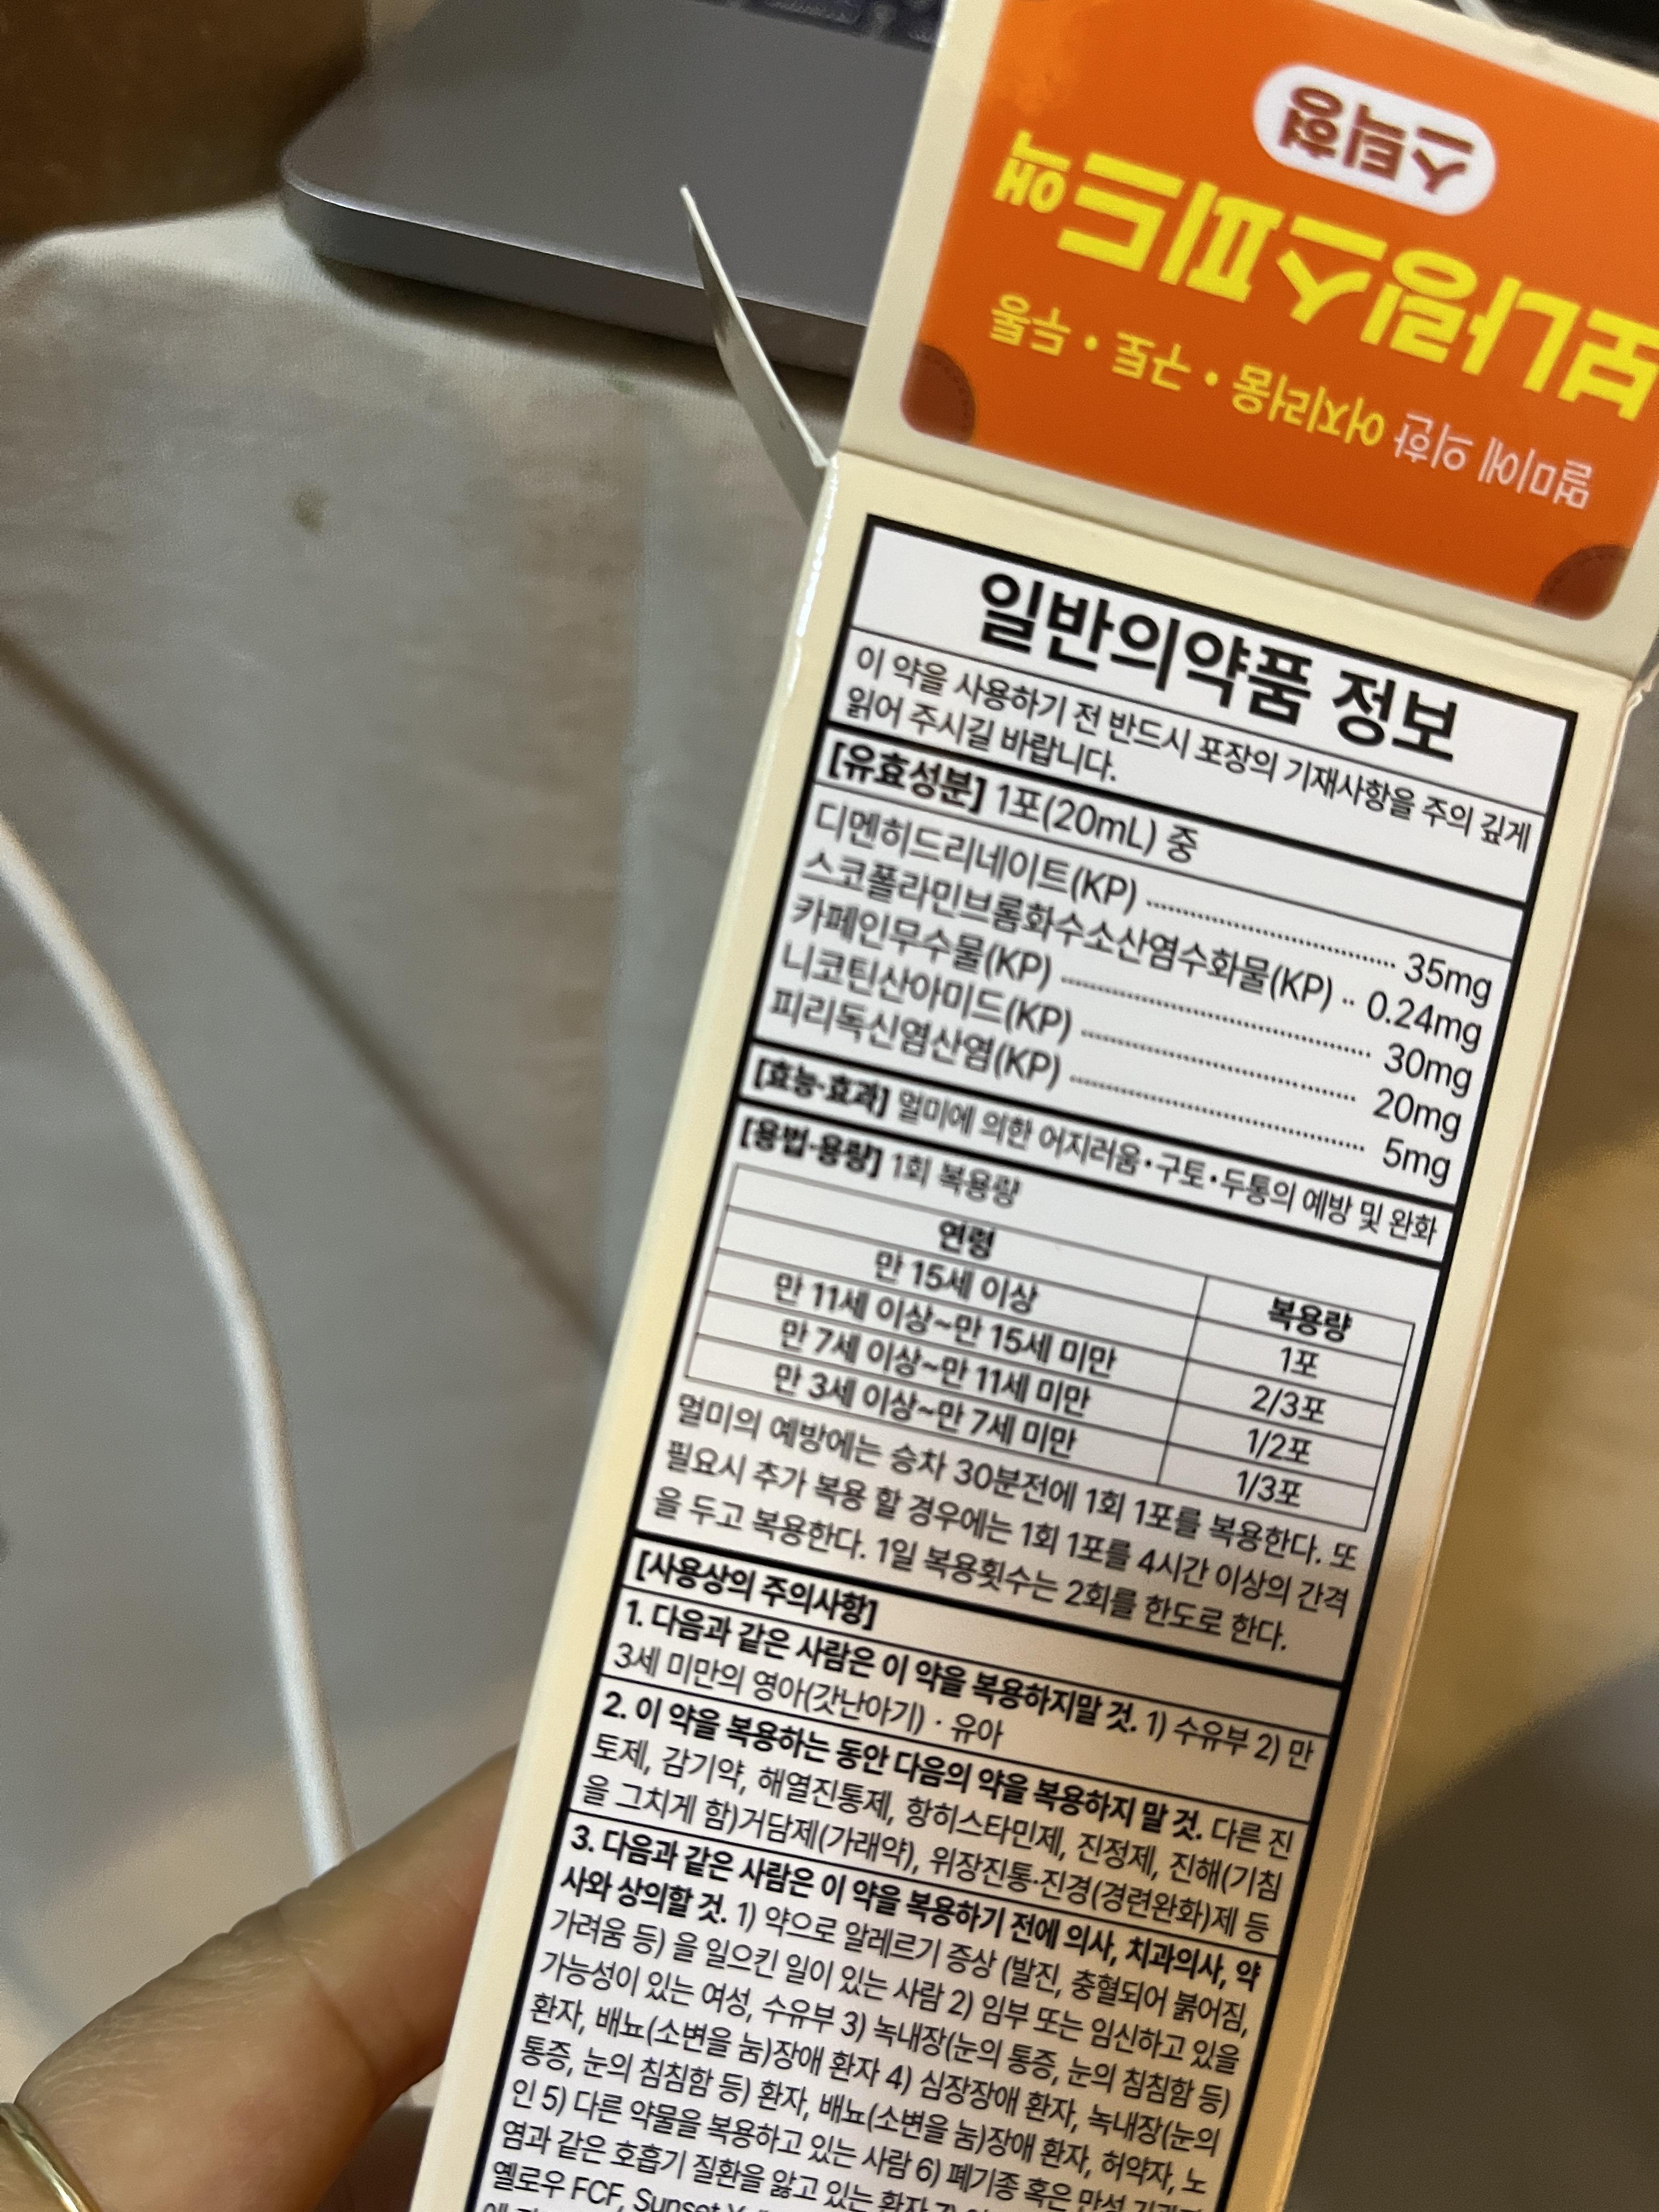 스틱형
보나링스피드액
멀미에 의한 어지러움 • 구토 • 두통
일반의약품 정보
이 약을 사용하기 전 반드시 포장의 기재사항을 주의 깊게
읽어 주시길 바랍니다.
[유효성분] 1포(20mL) 중
디멘히드리네이트(KP) 35mg
스코폴라민브롬화수소산염수화물(KP) ·· 0.24mg
카페인무수물(KP) 30mg
니코틴산아미드(KP) 20mg
피리독신염산염(KP) 5mg
[효능·효과] 멀미에 의한 어지러움•구토•두통의 예방 및 완화
[용법·용량] 1회 복용량
연령 복용량
만 15세 이상 1포
만 11세 이상~만 15세 미만 2/3포
만 7세 이상~만 11세 미만 1/2포
만 3세 이상~만 7세 미만 1/3포
멀미의 예방에는 승차 30분전에 1회 1포를 복용한다. 또
필요시 추가 복용 할 경우에는 1회 1포를 4시간 이상의 간격
을 두고 복용한다. 1일 복용횟수는 2회를 한도로 한다.
[사용상의 주의사항]
1. 다음과 같은 사람은 이 약을 복용하지말 것. 1) 수유부 2) 만
3세 미만의 영아(갓난아기) · 유아
2. 이 약을 복용하는 동안 다음의 약을 복용하지 말 것. 다른 진
토제, 감기약, 해열진통제, 항히스타민제, 진정제, 진해(기침
을 그치게 함)거담제(가래약), 위장진통·진경(경련완화)제 등
3. 다음과 같은 사람은 이 약을 복용하기 전에 의사, 치과의사, 약
사와 상의할 것. 1) 약으로 알레르기 증상 (발진, 충혈되어 붉어짐,
가려움 등) 을 일으킨 일이 있는 사람 2) 임부 또는 임신하고 있을
가능성이 있는 여성, 수유부 3) 녹내장(눈의 통증, 눈의 침침함 등)
환자, 배뇨(소변을 눔)장애 환자 4) 심장장애 환자, 녹내장(눈의
통증, 눈의 침침함 등) 환자, 배뇨(소변을 눔)장애 환자, 허약자, 노
인 5) 다른 약물을 복용하고 있는 사람 6) 폐기종 혹은 만성
염과 같은 호흡기 질환을 앓고 있는 환자
옐로우 FCF, Sunset